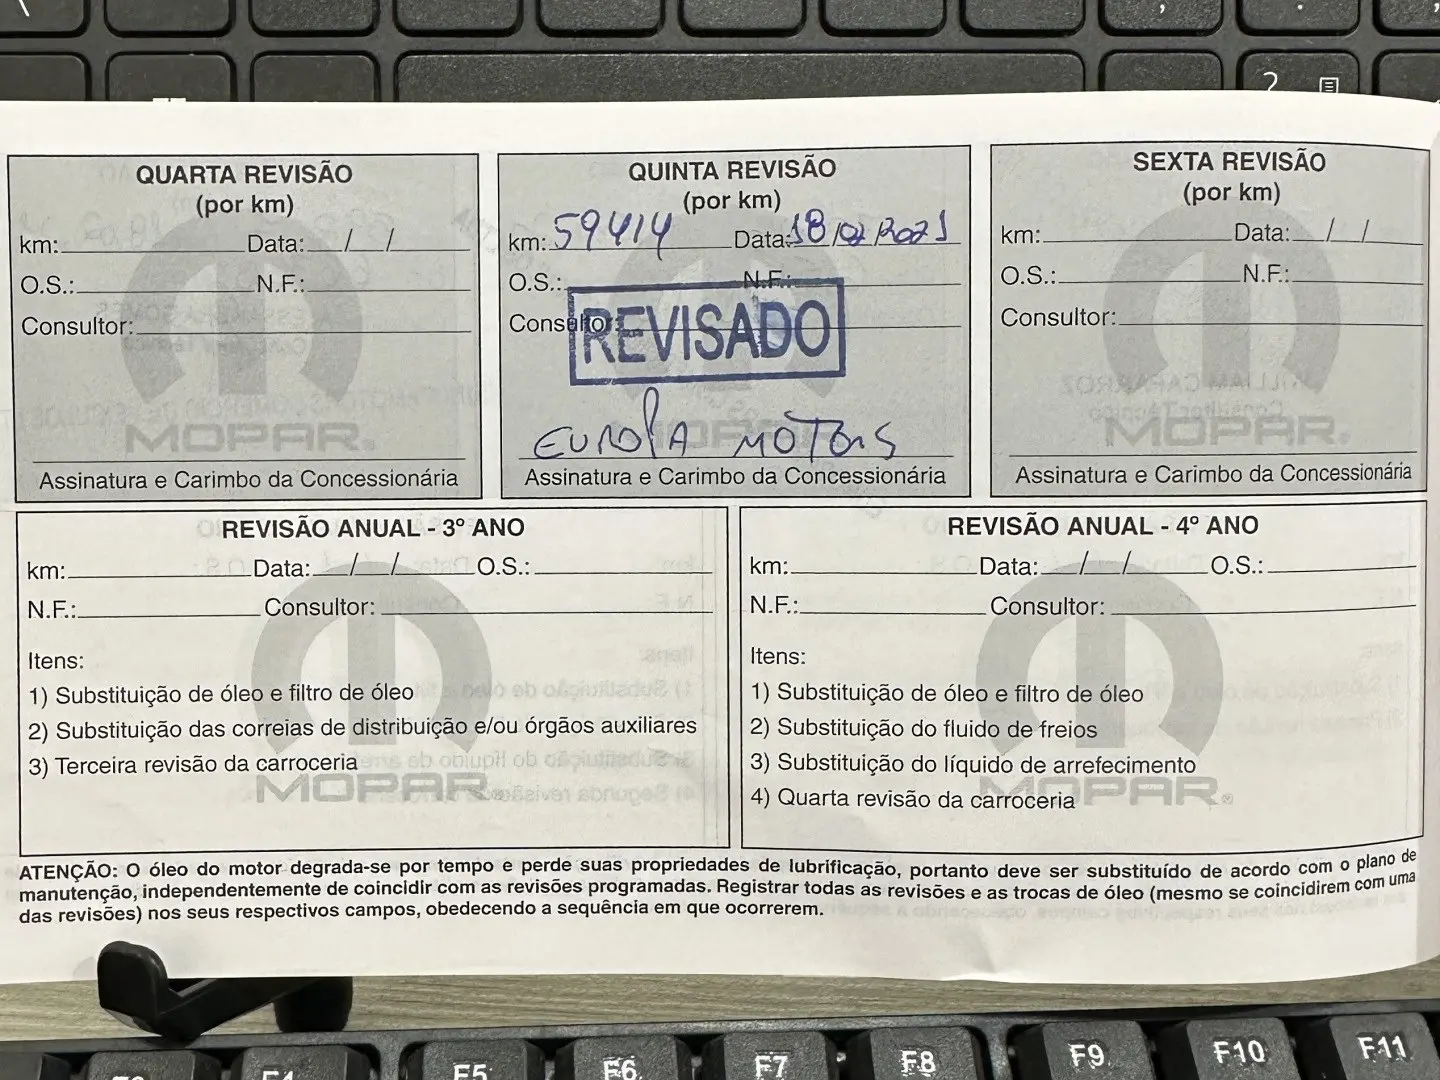 QUARTA REVISÃO
(por km)
km: Data: / /
O.S.: N.F.:
Consultor:
MOPAR®
Assinatura e Carimbo da Concessionária
QUINTA REVISÃO
(por km)
km: 59414 Data: 18/02/2021
O.S.: N.F.:
Consultor:
REVISADO
EUROPA MOTORS
MOPAR
Assinatura e Carimbo da Concessionária
SEXTA REVISÃO
(por km)
km: Data: / /
O.S.: N.F.:
Consultor:
MOPAR®
Assinatura e Carimbo da Concessionária
REVISÃO ANUAL - 3º ANO
km: Data: / / O.S.:
N.F.: Consultor:
Itens:
1) Substituição de óleo e filtro de óleo
2) Substituição das correias de distribuição e/ou órgãos auxiliares
3) Terceira revisão da carroceria
MOPAR
REVISÃO ANUAL - 4º ANO
km: Data: / / O.S.:
N.F.: Consultor:
Itens:
1) Substituição de óleo e filtro de óleo
2) Substituição do fluido de freios
3) Substituição do líquido de arrefecimento
4) Quarta revisão da carroceria
MOPAR®
ATENÇÃO: O óleo do motor degrada-se por tempo e perde suas propriedades de lubrificação, portanto deve ser substituído de acordo com o plano de
manutenção, independentemente de coincidir com as revisões programadas. Registrar todas as revisões e as trocas de óleo (mesmo se coincidirem com uma
das revisões) nos seus respectivos campos, obedecendo a sequência em que ocorrerem.
F5 F6 F7 F8 F9 F10 F11